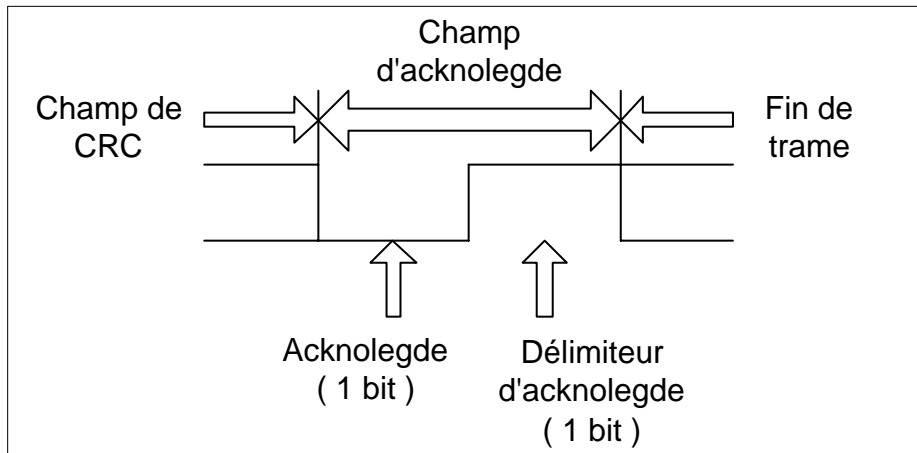 Champ
d'acknolegde
Champ de
CRC
Fin de
trame
Acknolegde
( 1 bit )
Délimiteur
d'acknolegde
( 1 bit )